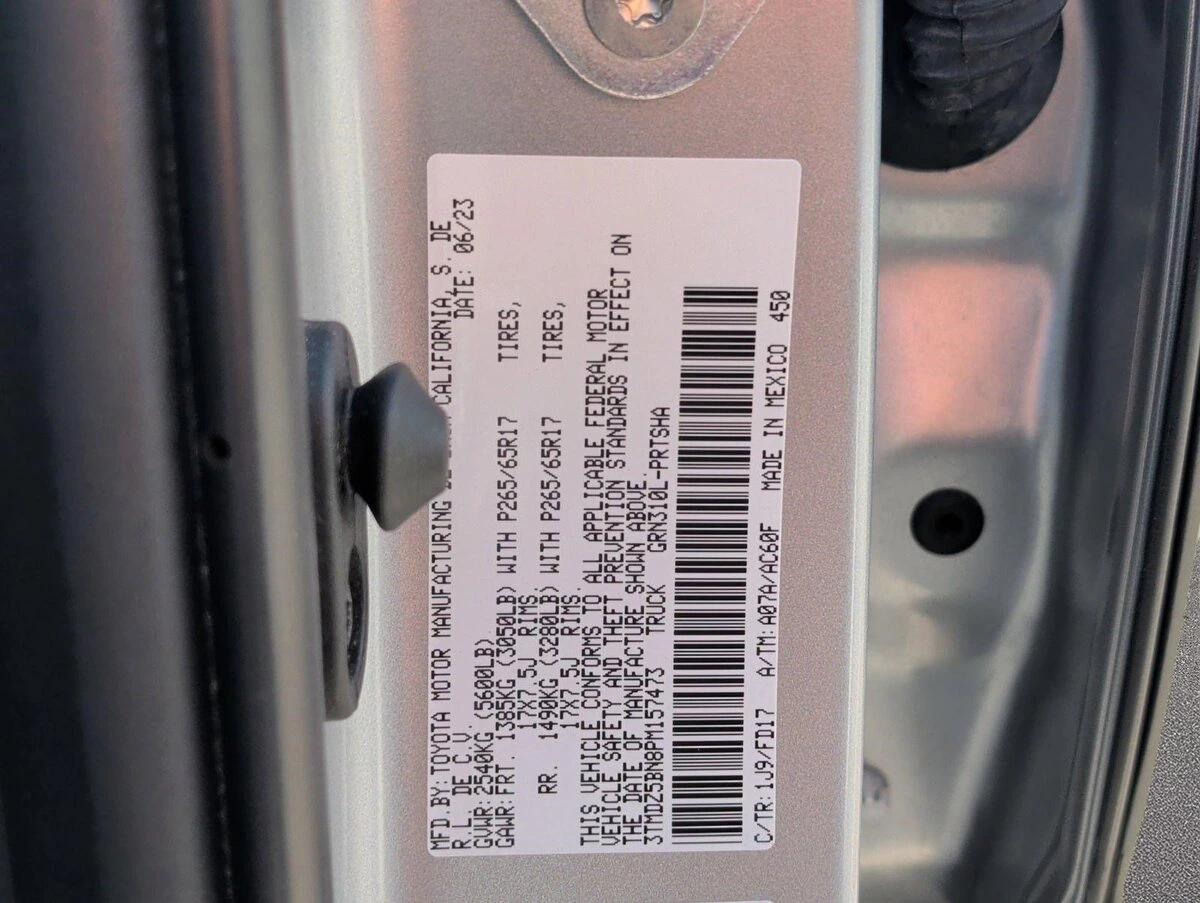 MFD.BY:TOYOTA MOTOR MANUFACTURING DE CALIFORNIA, S. DE
R.L. DE C.V. DATE: 06/23
GVWR:2540KG (5600LB)
GAWR:FRT. 1385KG (3050LB) WITH P265/65R17 TIRES,
17X7.5J RIMS.
RR. 1490KG (3280LB) WITH P265/65R17 TIRES,
17X7.5J RIMS.
THIS VEHICLE CONFORMS TO ALL APPLICABLE FEDERAL MOTOR
VEHICLE SAFETY AND THEFT PREVENTION STANDARDS IN EFFECT ON
THE DATE OF MANUFACTURE SHOWN ABOVE.
3TMDZ5BN8PM157473 TRUCK GRN310L-PRTSHA
C/TR:1J9/FD17 A/TM:A07A/AC60F MADE IN MEXICO 450